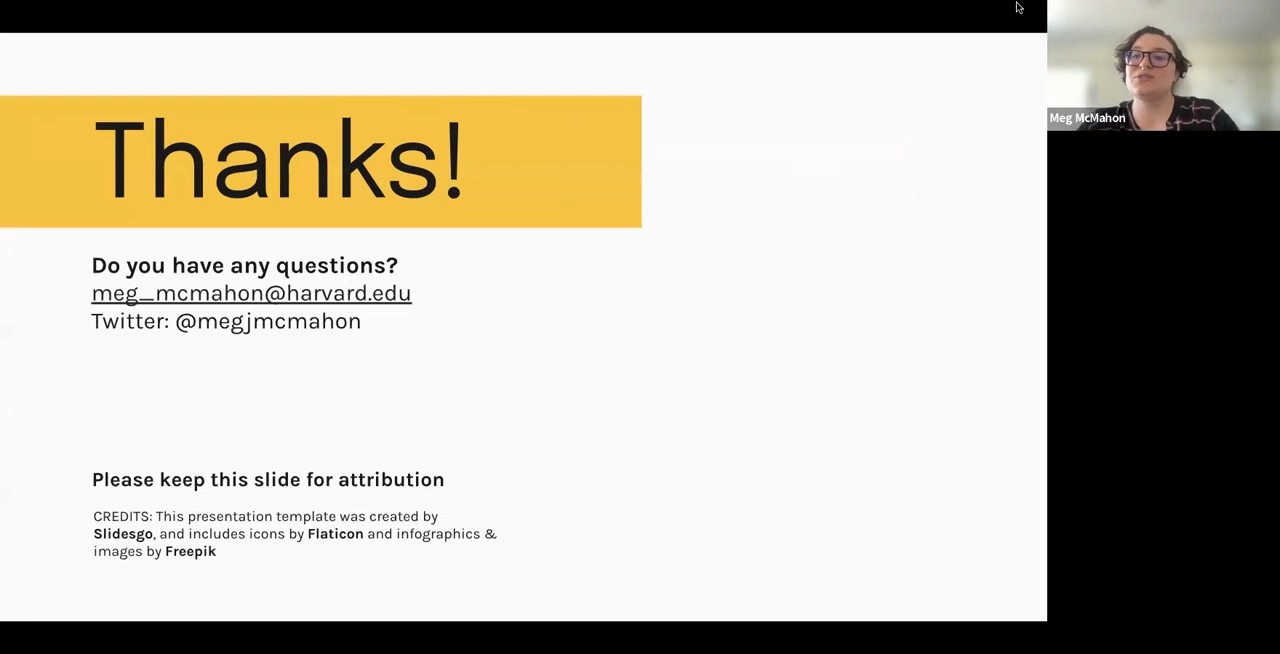 Thanks!
Do you have any questions?
meg_mcmahon@harvard.edu
Twitter: @megjmcmahon
Please keep this slide for attribution
CREDITS: This presentation template was created by
Slidesgo, and includes icons by Flaticon and infographics &
images by Freepik
Meg McMahon